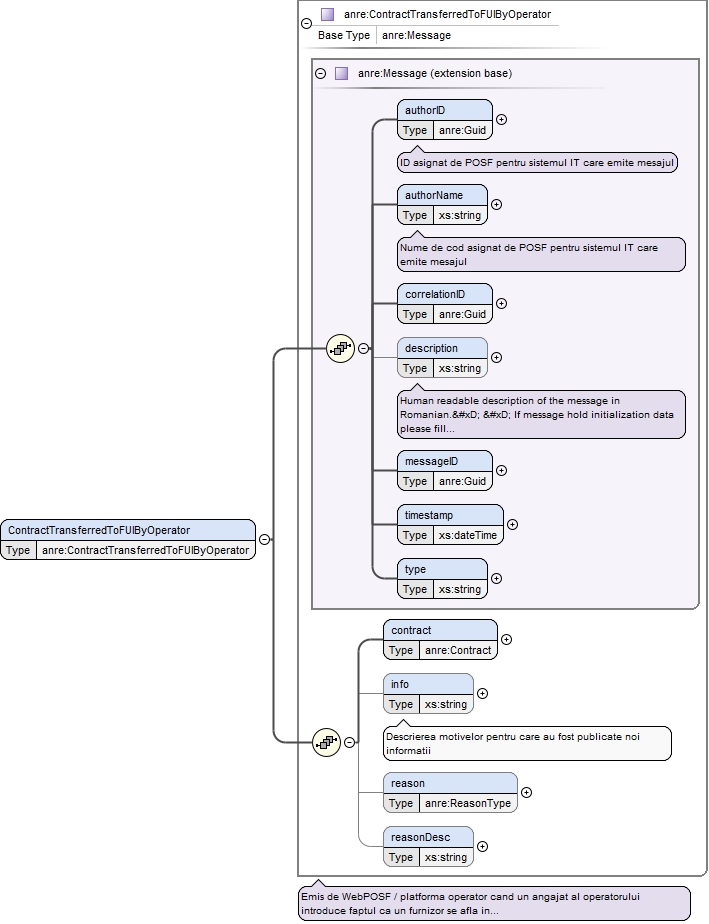 anre:ContractTransferredToFUIByOperator
Base Type anre:Message
anre:Message (extension base)
authorID
Type anre:Guid
ID asignat de POSF pentru sistemul IT care emite mesajul
authorName
Type xs:string
Nume de cod asignat de POSF pentru sistemul IT care
emite mesajul
correlationID
Type anre:Guid
description
Type xs:string
Human readable description of the message in
Romanian.&#xD; &#xD; If message hold initialization data
please fill...
messageID
Type anre:Guid
timestamp
Type xs:dateTime
type
Type xs:string
ContractTransferredToFUIByOperator
Type anre:ContractTransferredToFUIByOperator
contract
Type anre:Contract
info
Type xs:string
Descrierea motivelor pentru care au fost publicate noi
informatii
reason
Type anre:ReasonType
reasonDesc
Type xs:string
Emis de WebPOSF / platforma operator cand un angajat al operatorului
introduce faptul ca un furnizor se afla in...